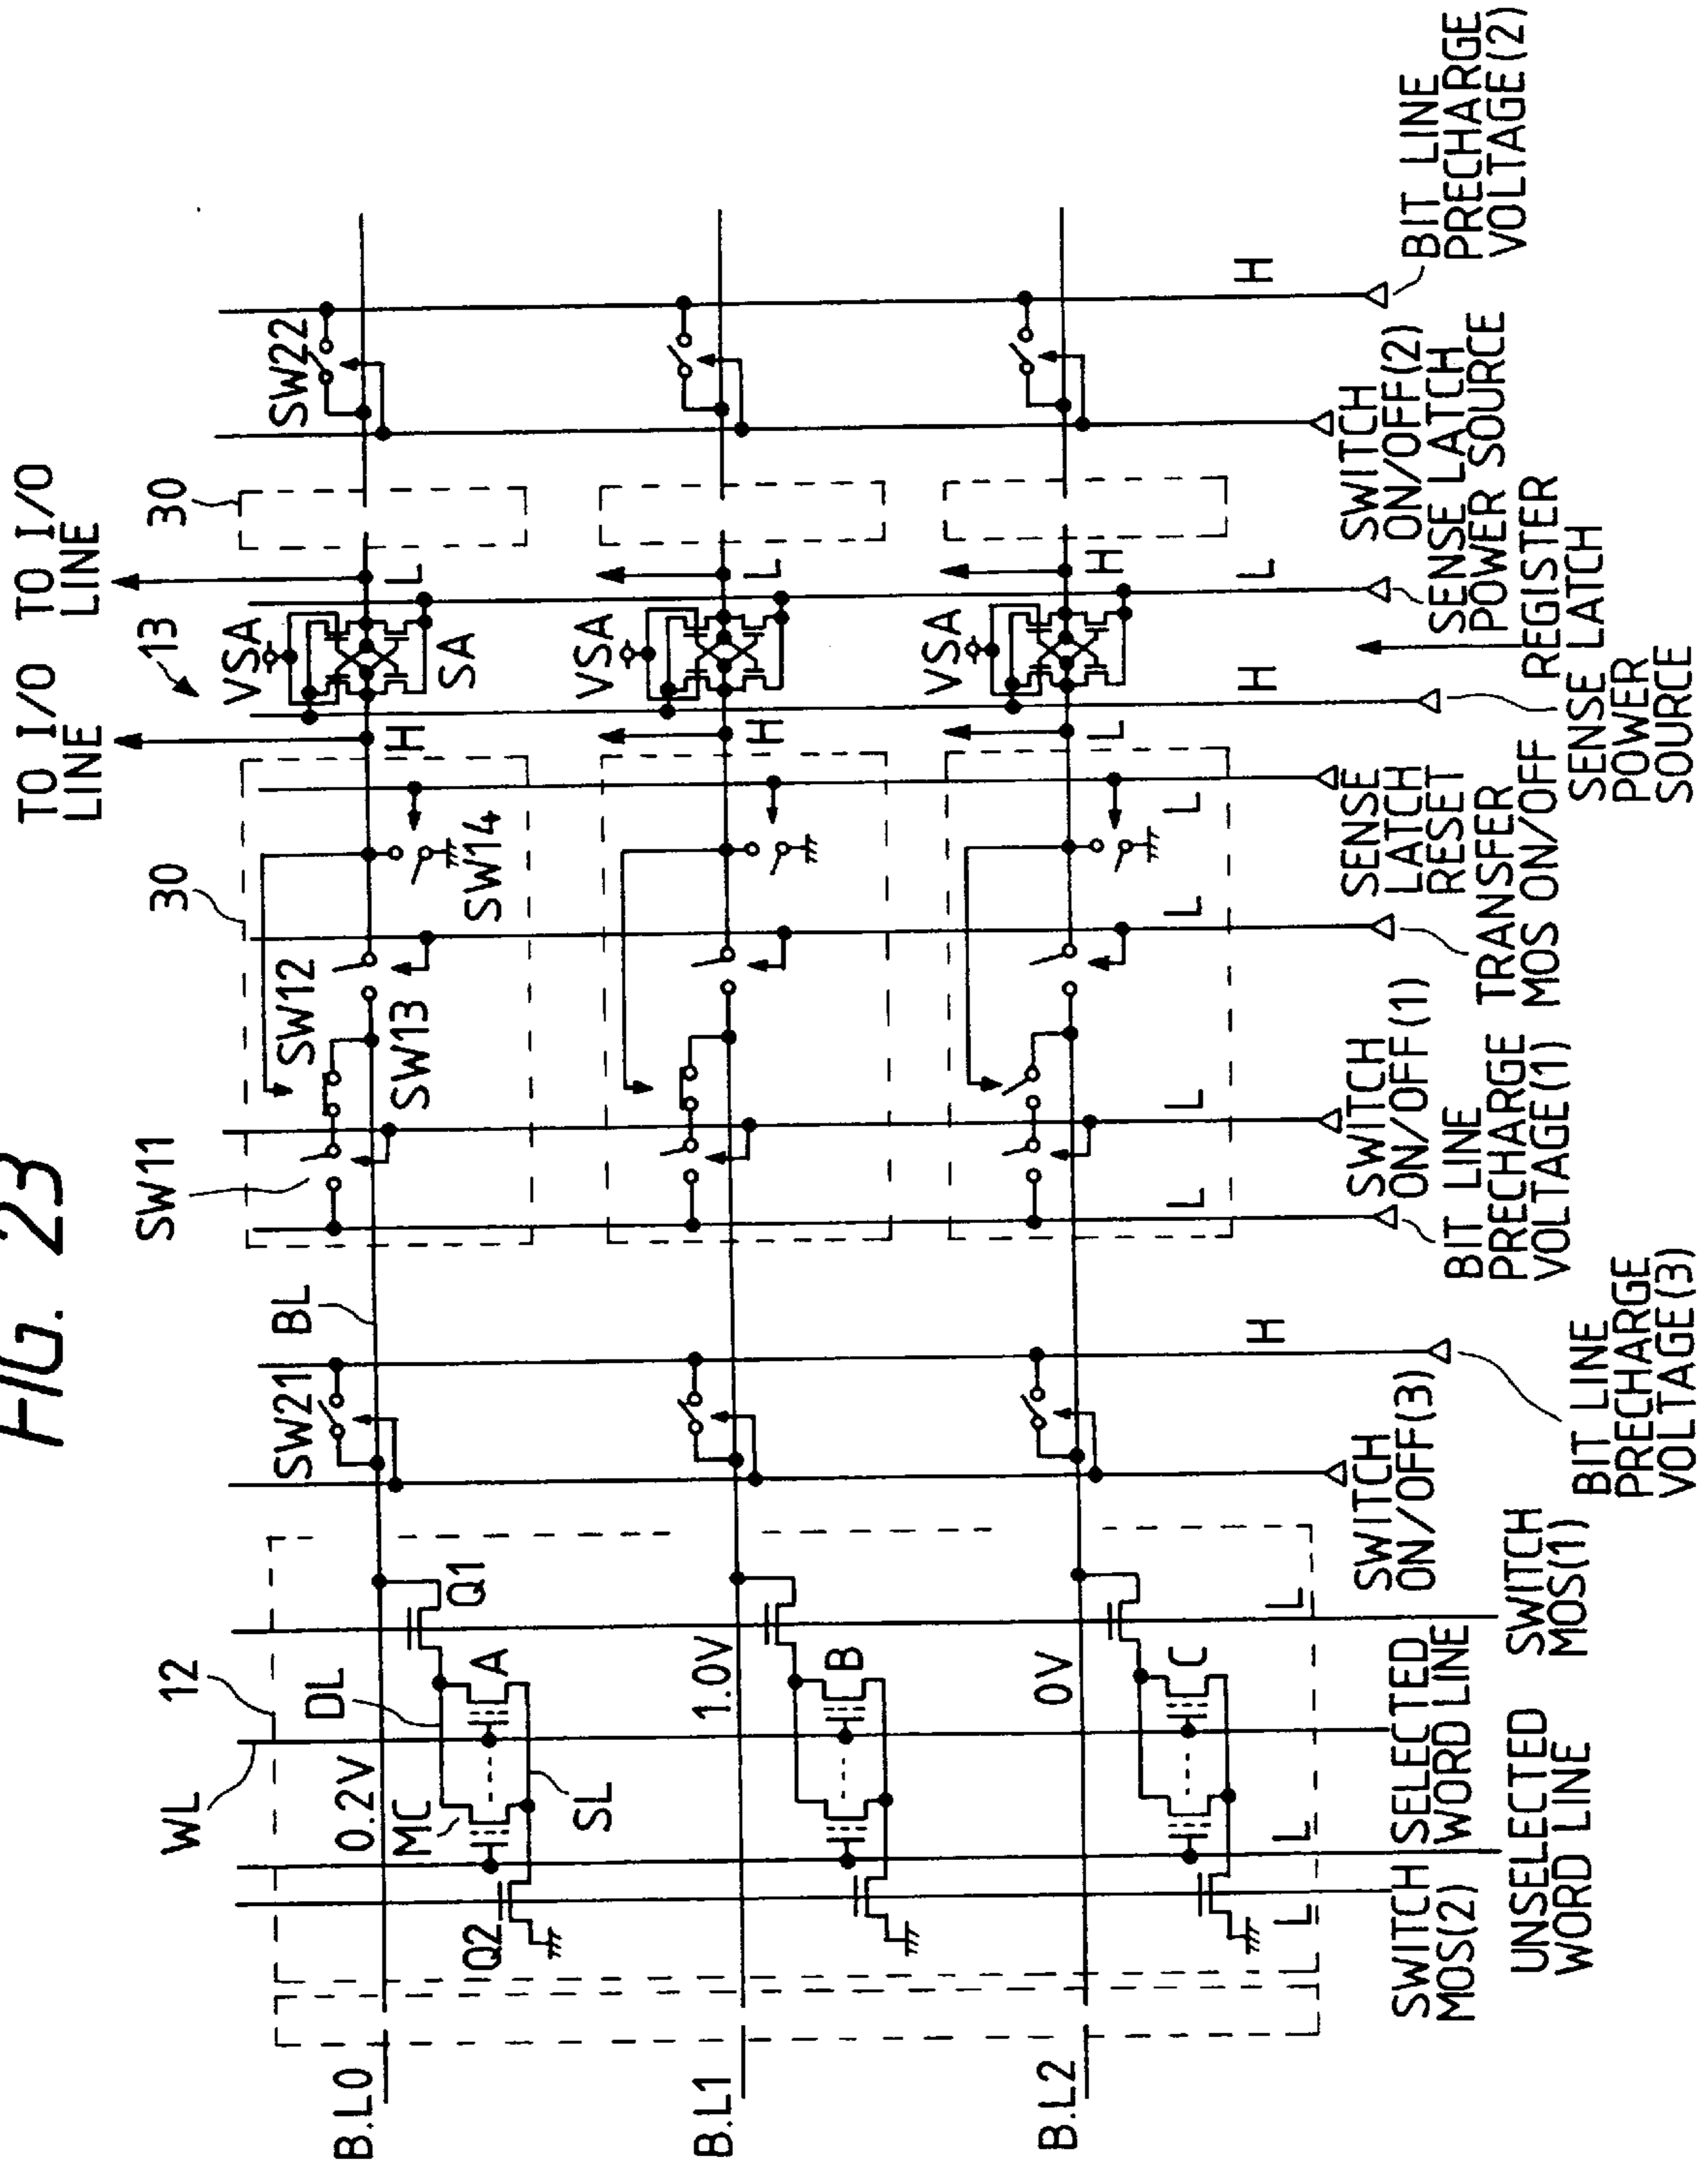 FIG. 23
TO I/O
LINE
TO I/O
LINE
13
30
30
SW11
12
WL
B.L0
0.2V
DL
MC
A
Q1
Q2
SL
SW21
BL
SW12
SW13
SW14
H
VSA
SA
L
SW22
B.L1
1.0V
B
H
VSA
L
B.L2
0V
C
L
VSA
H
L
L
L
H
L
L
L
L
H
L
H
SWITCH
MOS(2)
UNSELECTED
WORD LINE
SELECTED
WORD LINE
SWITCH
MOS(1)
SWITCH
ON/OFF(3)
BIT LINE
PRECHARGE
VOLTAGE(3)
BIT LINE
PRECHARGE
VOLTAGE(1)
SWITCH
ON/OFF(1)
TRANSFER
MOS ON/OFF
SENSE
LATCH
RESET
SENSE
POWER
SOURCE
REGISTER
LATCH
SENSE LATCH
POWER SOURCE
SWITCH
ON/OFF(2)
BIT LINE
PRECHARGE
VOLTAGE(2)